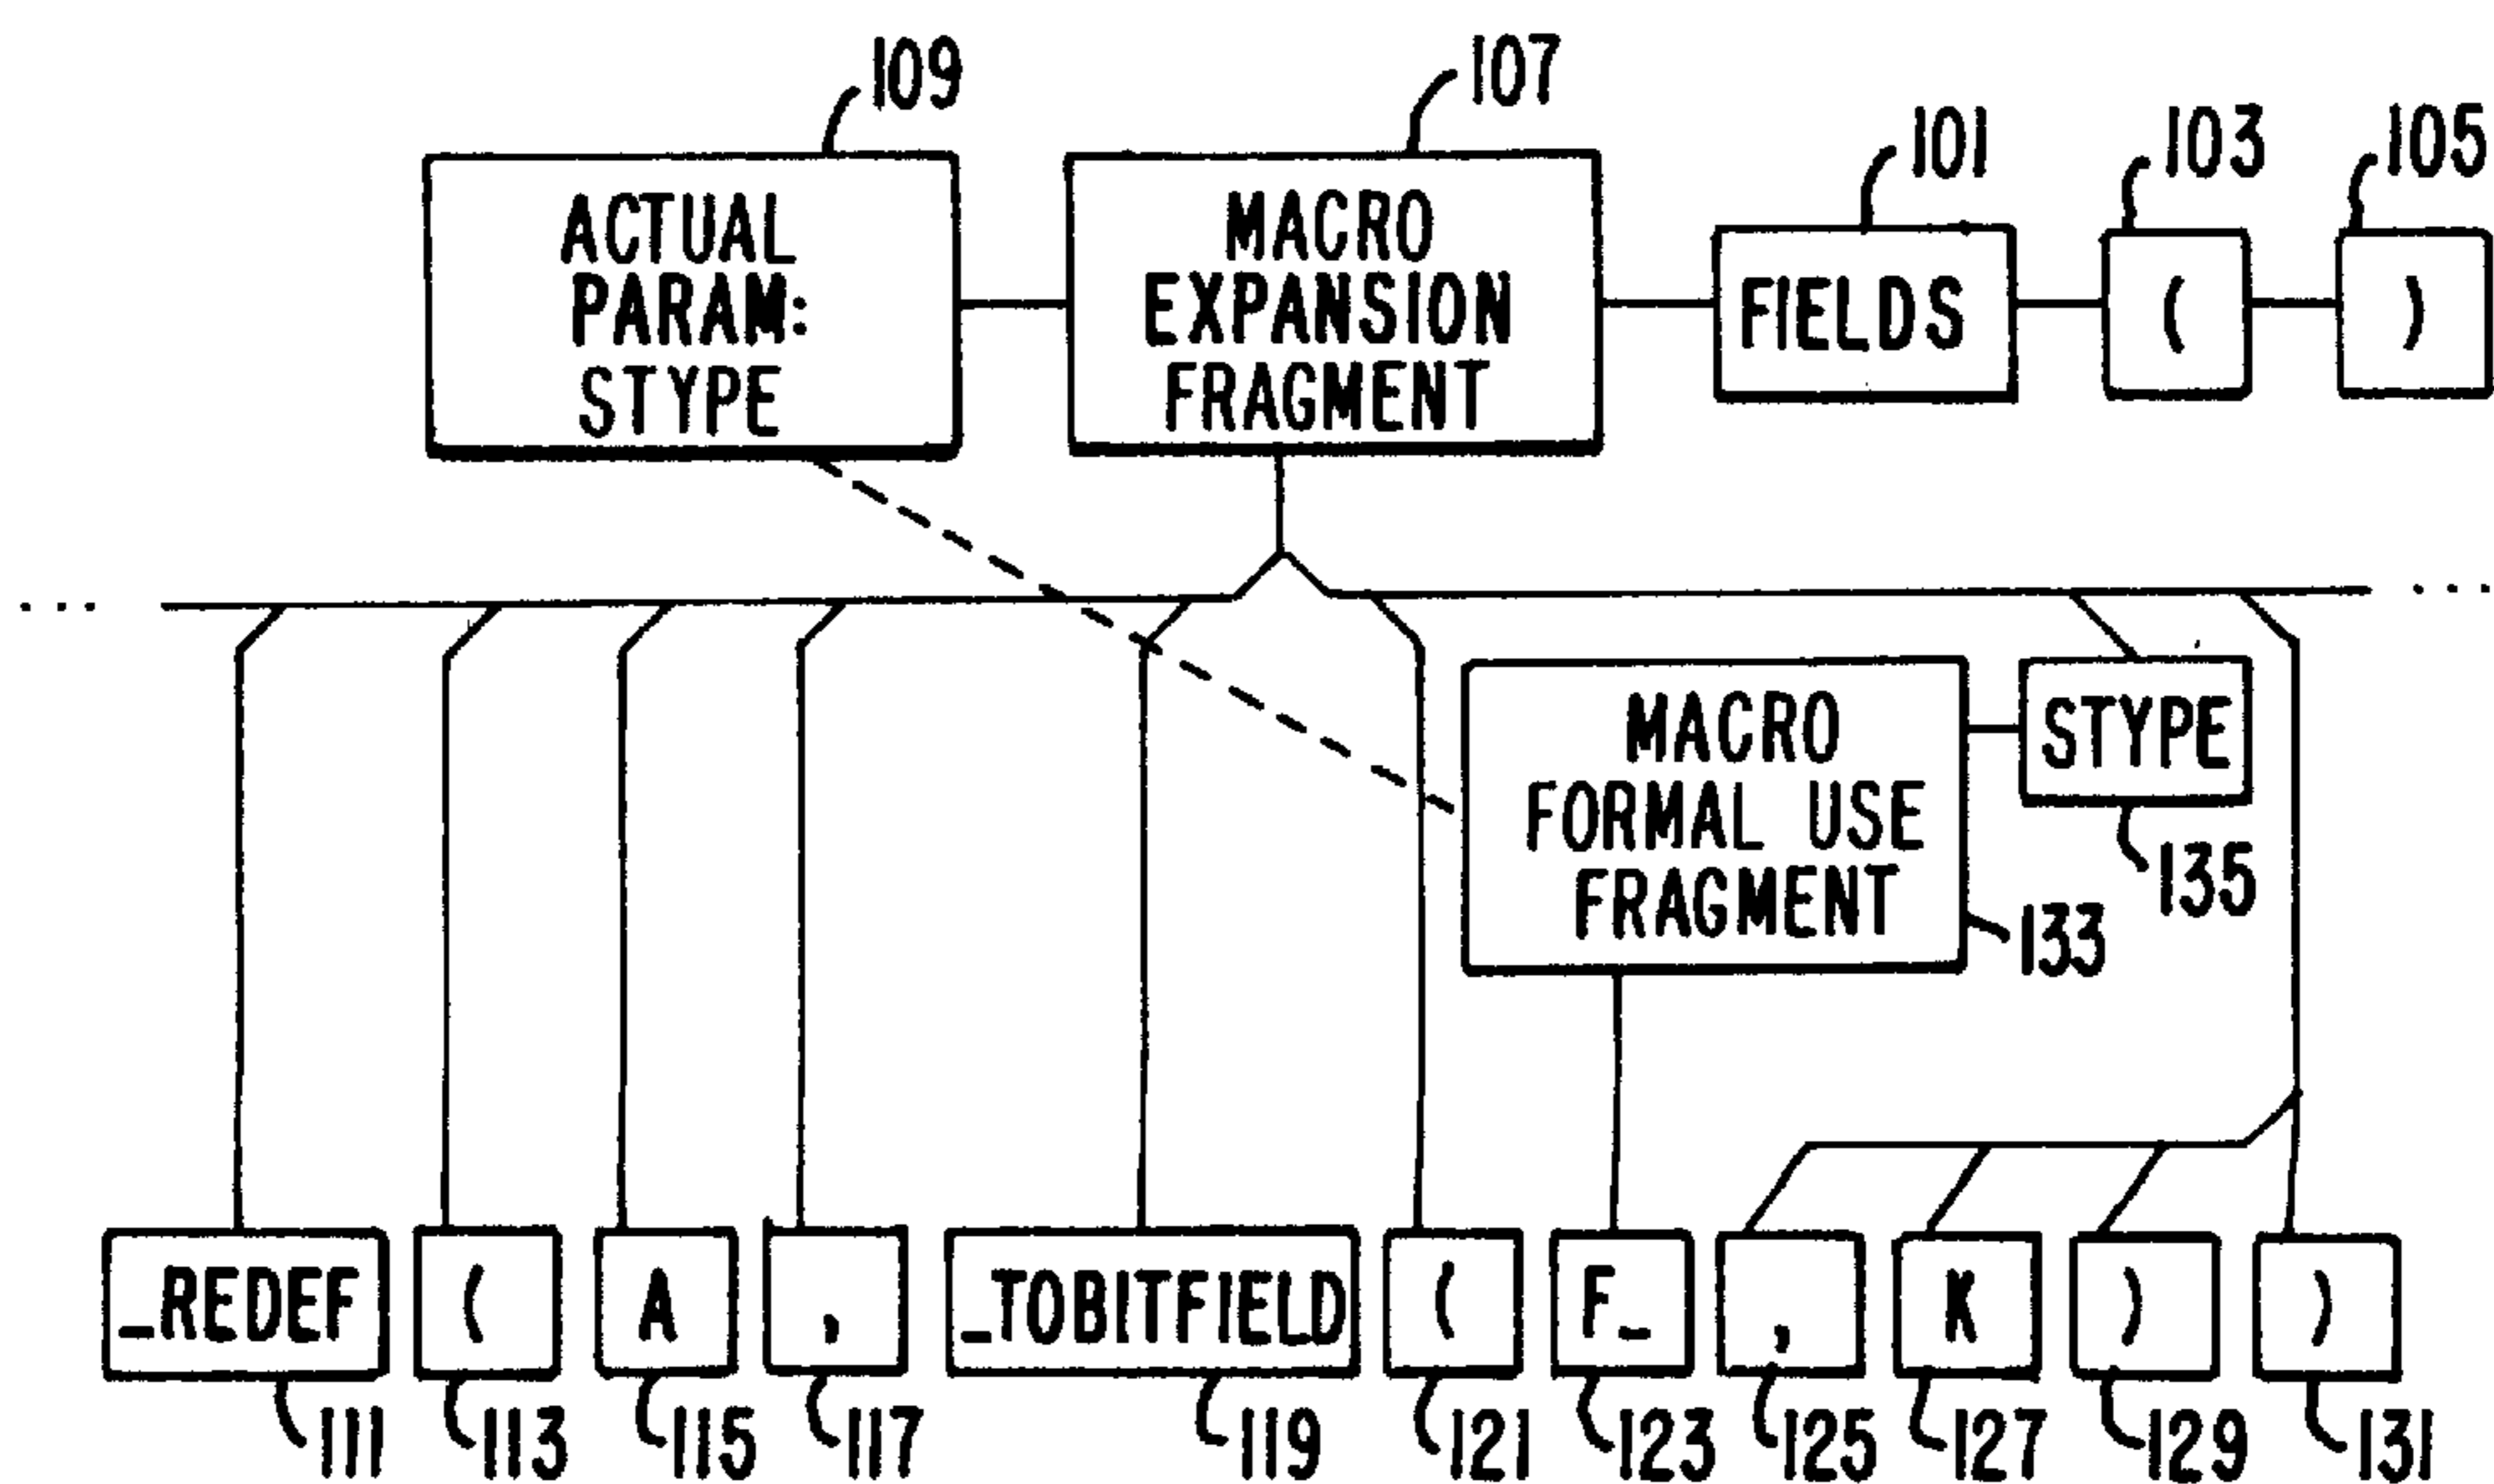 109
107
101
103
105
ACTUAL
PARAM:
STYPE
MACRO
EXPANSION
FRAGMENT
FIELDS
(
)
... ...
MACRO
FORMAL USE
FRAGMENT
STYPE
135
133
_REDEF
(
A
,
_TOBITFIELD
(
F_
,
K
)
)
111
113
115
117
119
121
123
125
127
129
131